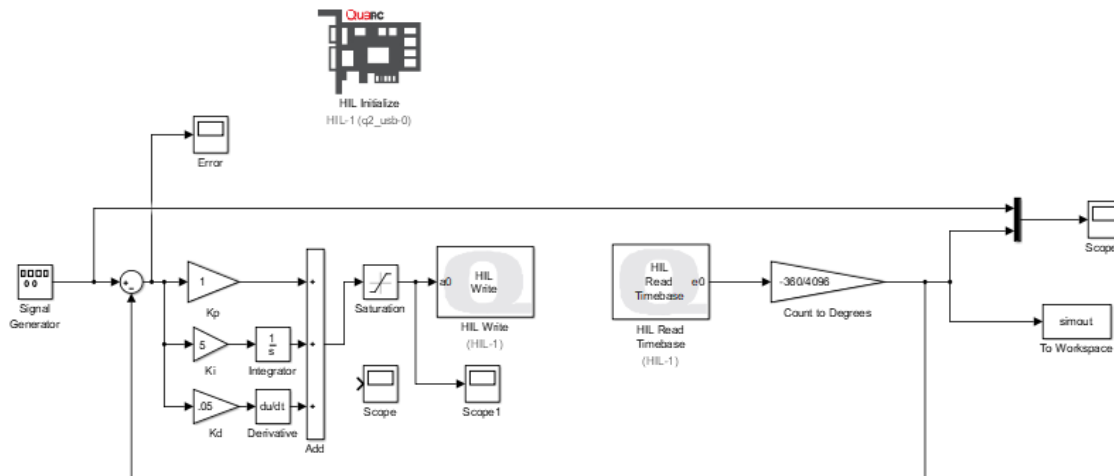 QUARC
HIL Initialize
HIL-1 (q2_usb-0)
Error
Signal
Generator
+
-
1
Kp
5
Ki
.05
Kd
1
s
Integrator
du/dt
Derivative
+
+
+
Add
Saturation
Scope
a0
HIL
Write
HIL Write
(HIL-1)
Scope1
HIL
Read
Timebase
e0
HIL Read
Timebase
(HIL-1)
-360/4096
Count to Degrees
Scope
simout
To Workspace